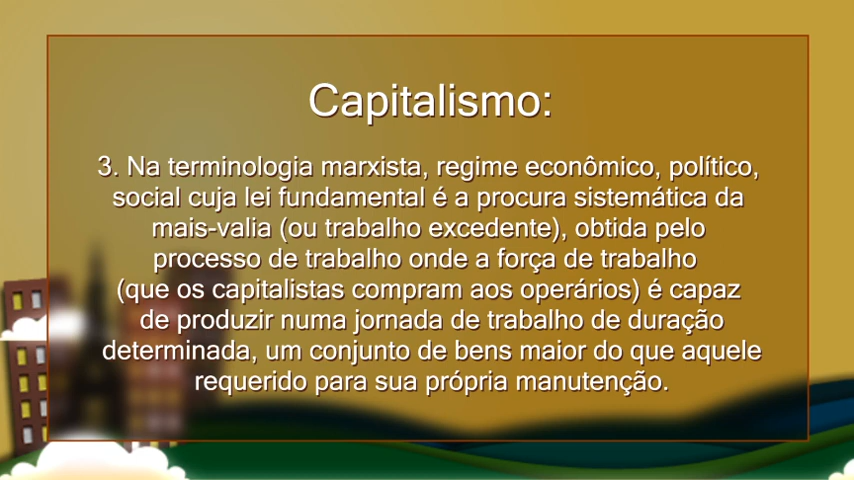 Capitalismo:
3. Na terminologia marxista, regime econômico, político,
social cuja lei fundamental é a procura sistemática da
mais-valia (ou trabalho excedente), obtida pelo
processo de trabalho onde a força de trabalho
(que os capitalistas compram aos operários) é capaz
de produzir numa jornada de trabalho de duração
determinada, um conjunto de bens maior do que aquele
requerido para sua própria manutenção.